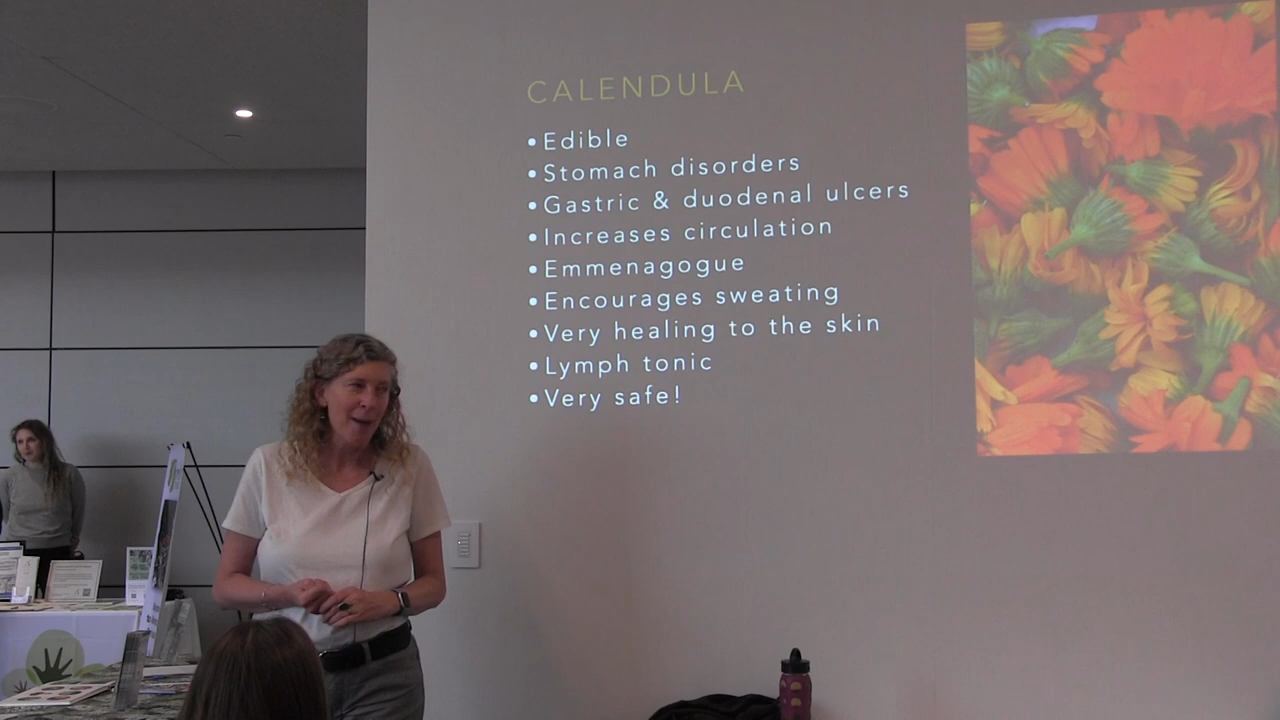 CALENDULA
•Edible
•Stomach disorders
•Gastric & duodenal ulcers
•Increases circulation
•Emmenagogue
•Encourages sweating
•Very healing to the skin
•Lymph tonic
•Very safe!